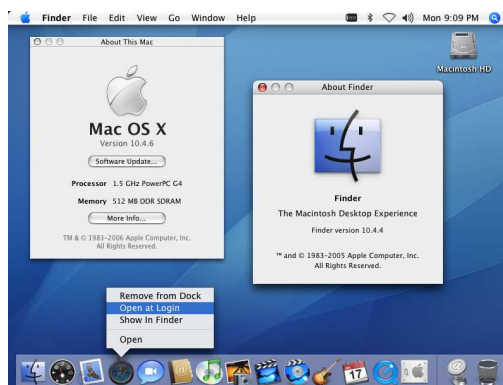 Finder File Edit View Go Window Help
Mon 9:09 PM
Macintosh HD
About This Mac
Mac OS X
Version 10.4.6
Software Update...
Processor 1.5 GHz PowerPC G4
Memory 512 MB DDR SDRAM
More Info...
TM & © 1983–2006 Apple Computer, Inc.
All Rights Reserved.
About Finder
Finder
The Macintosh Desktop Experience
Finder version 10.4.4
™ and © 1983–2005 Apple Computer, Inc.
All Rights Reserved.
Remove from Dock
Open at Login
Show In Finder
Open
17